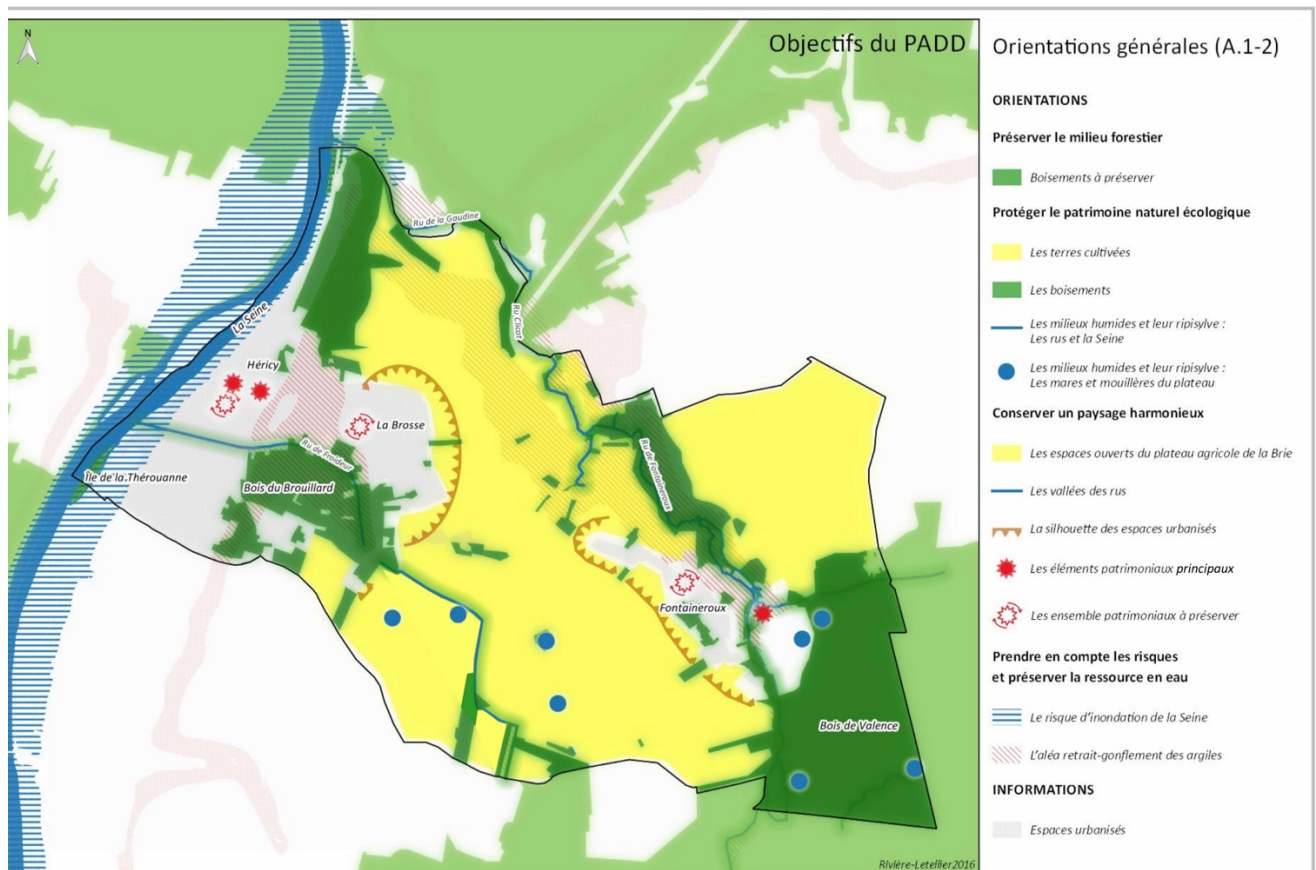 N
Objectifs du PADD
Ru de la Gaudine
Ru Clicot
La Seine
Héricy
La Brosse
Ru de Froideur
Ru de Fontaineroux
Île de la Thérouanne
Bois du Brouillard
Fontaineroux
Bois de Valence
Rivière-Letellier2016
Orientations générales (A.1-2)
ORIENTATIONS
Préserver le milieu forestier
Boisements à préserver
Protéger le patrimoine naturel écologique
Les terres cultivées
Les boisements
Les milieux humides et leur ripisylve :
Les rus et la Seine
Les milieux humides et leur ripisylve :
Les mares et mouillères du plateau
Conserver un paysage harmonieux
Les espaces ouverts du plateau agricole de la Brie
Les vallées des rus
La silhouette des espaces urbanisés
Les éléments patrimoniaux principaux
Les ensemble patrimoniaux à préserver
Prendre en compte les risques
et préserver la ressource en eau
Le risque d'inondation de la Seine
L'aléa retrait-gonflement des argiles
INFORMATIONS
Espaces urbanisés